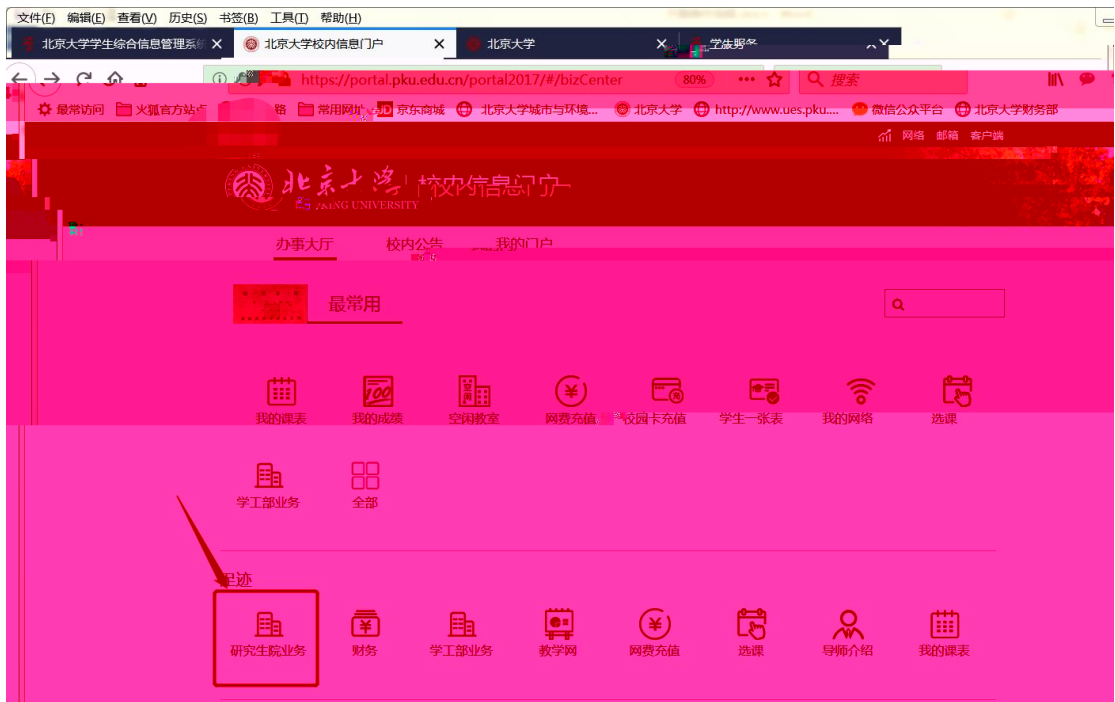 文件(F) 编辑(E) 查看(V) 历史(S) 书签(B) 工具(T) 帮助(H)
北京大学学生综合信息管理系统 北京大学校内信息门户 北京大学
https://portal.pku.edu.cn/portal2017/#/bizCenter 80% 搜索
最常访问 火狐官方站点 常用网址 JD 京东商城 北京大学城市与环境... 北京大学 http://www.ues.pku.... 微信公众平台 北京大学财务部
网络 邮箱 客户端
北京大学 校内信息门户
UNIVERSITY
办事大厅 校内公告 我的门户
最常用
我的课表 我的成绩 空闲教室 网费充值 校园卡充值 学生一张表 我的网络 选课
学工部业务 全部
足迹
研究生院业务 财务 学工部业务 教学网 网费充值 选课 导师介绍 我的课表